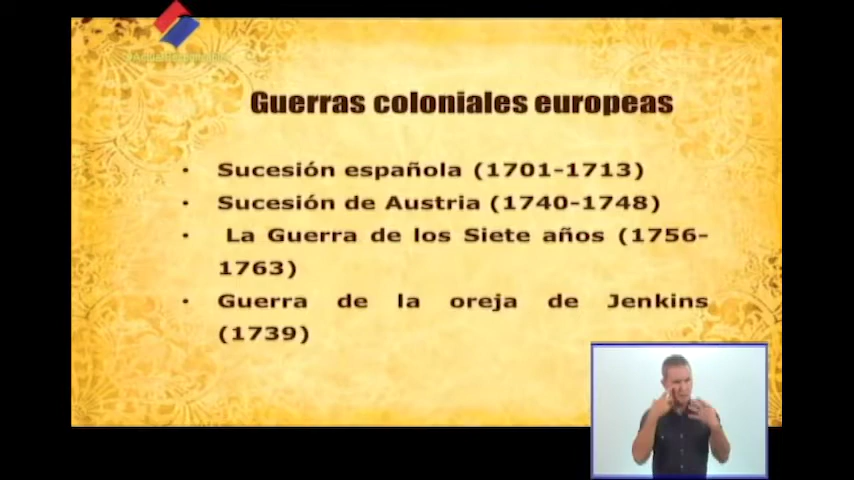 Guerras coloniales europeas
• Sucesión española (1701-1713)
• Sucesión de Austria (1740-1748)
• La Guerra de los Siete años (1756-
1763)
• Guerra de la oreja de Jenkins
(1739)